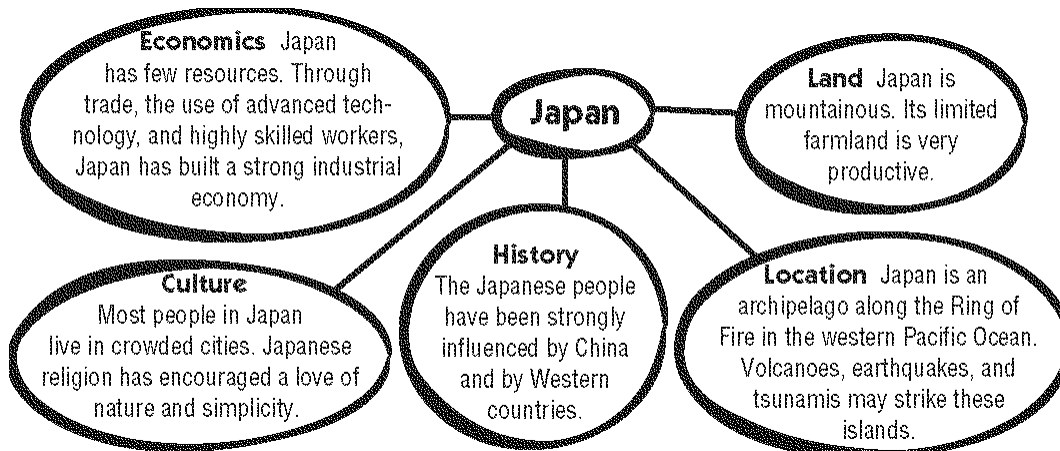 Economics Japan
has few resources. Through
trade, the use of advanced tech-
nology, and highly skilled workers,
Japan has built a strong industrial
economy.
Japan
Land Japan is
mountainous. Its limited
farmland is very
productive.
Culture
Most people in Japan
live in crowded cities. Japanese
religion has encouraged a love of
nature and simplicity.
History
The Japanese people
have been strongly
influenced by China
and by Western
countries.
Location Japan is an
archipelago along the Ring of
Fire in the western Pacific Ocean.
Volcanoes, earthquakes, and
tsunamis may strike these
islands.